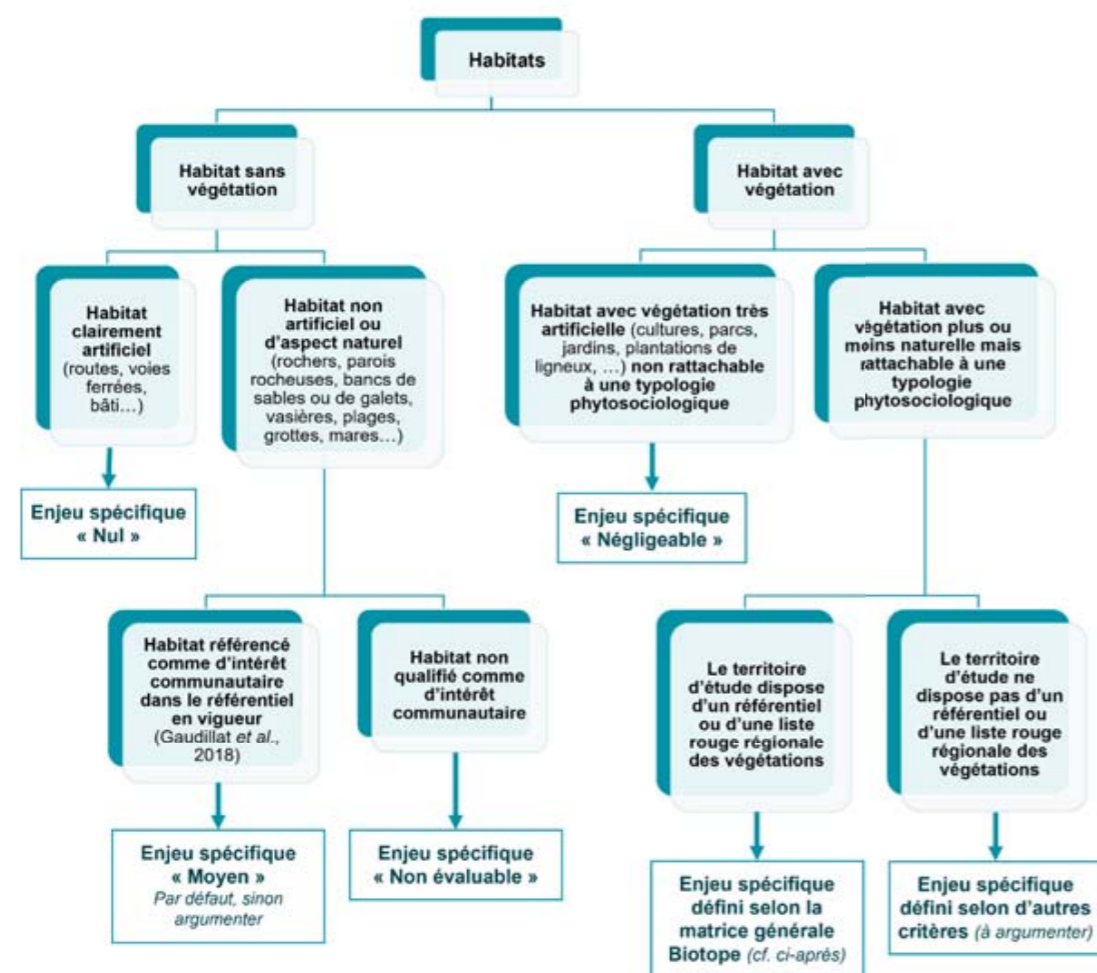 Habitats
Habitat sans
végétation
Habitat avec
végétation
Habitat
clairement
artificiel
(routes, voies
ferrées,
bâti…)
Habitat non
artificiel ou
d’aspect naturel
(rochers, parois
rocheuses, bancs de
sables ou de galets,
vasières, plages,
grottes, mares…)
Habitat avec végétation très
artificielle (cultures, parcs,
jardins, plantations de
ligneux, …) non rattachable
à une typologie
phytosociologique
Habitat avec
végétation plus ou
moins naturelle mais
rattachable à une
typologie
phytosociologique
Enjeu spécifique
« Nul »
Enjeu spécifique
« Négligeable »
Habitat référencé
comme d’intérêt
communautaire
dans le référentiel
en vigueur
(Gaudillat et al.,
2018)
Habitat non
qualifié comme
d’intérêt
communautaire
Le territoire
d’étude dispose
d’un référentiel
ou d’une liste
rouge régionale
des végétations
Le territoire
d’étude ne
dispose pas d’un
référentiel ou
d’une liste rouge
régionale des
végétations
Enjeu spécifique
« Moyen »
Par défaut, sinon
argumenter
Enjeu spécifique
« Non évaluable »
Enjeu spécifique
défini selon la
matrice générale
Biotope (cf. ci-après)
Enjeu spécifique
défini selon d’autres
critères (à argumenter)